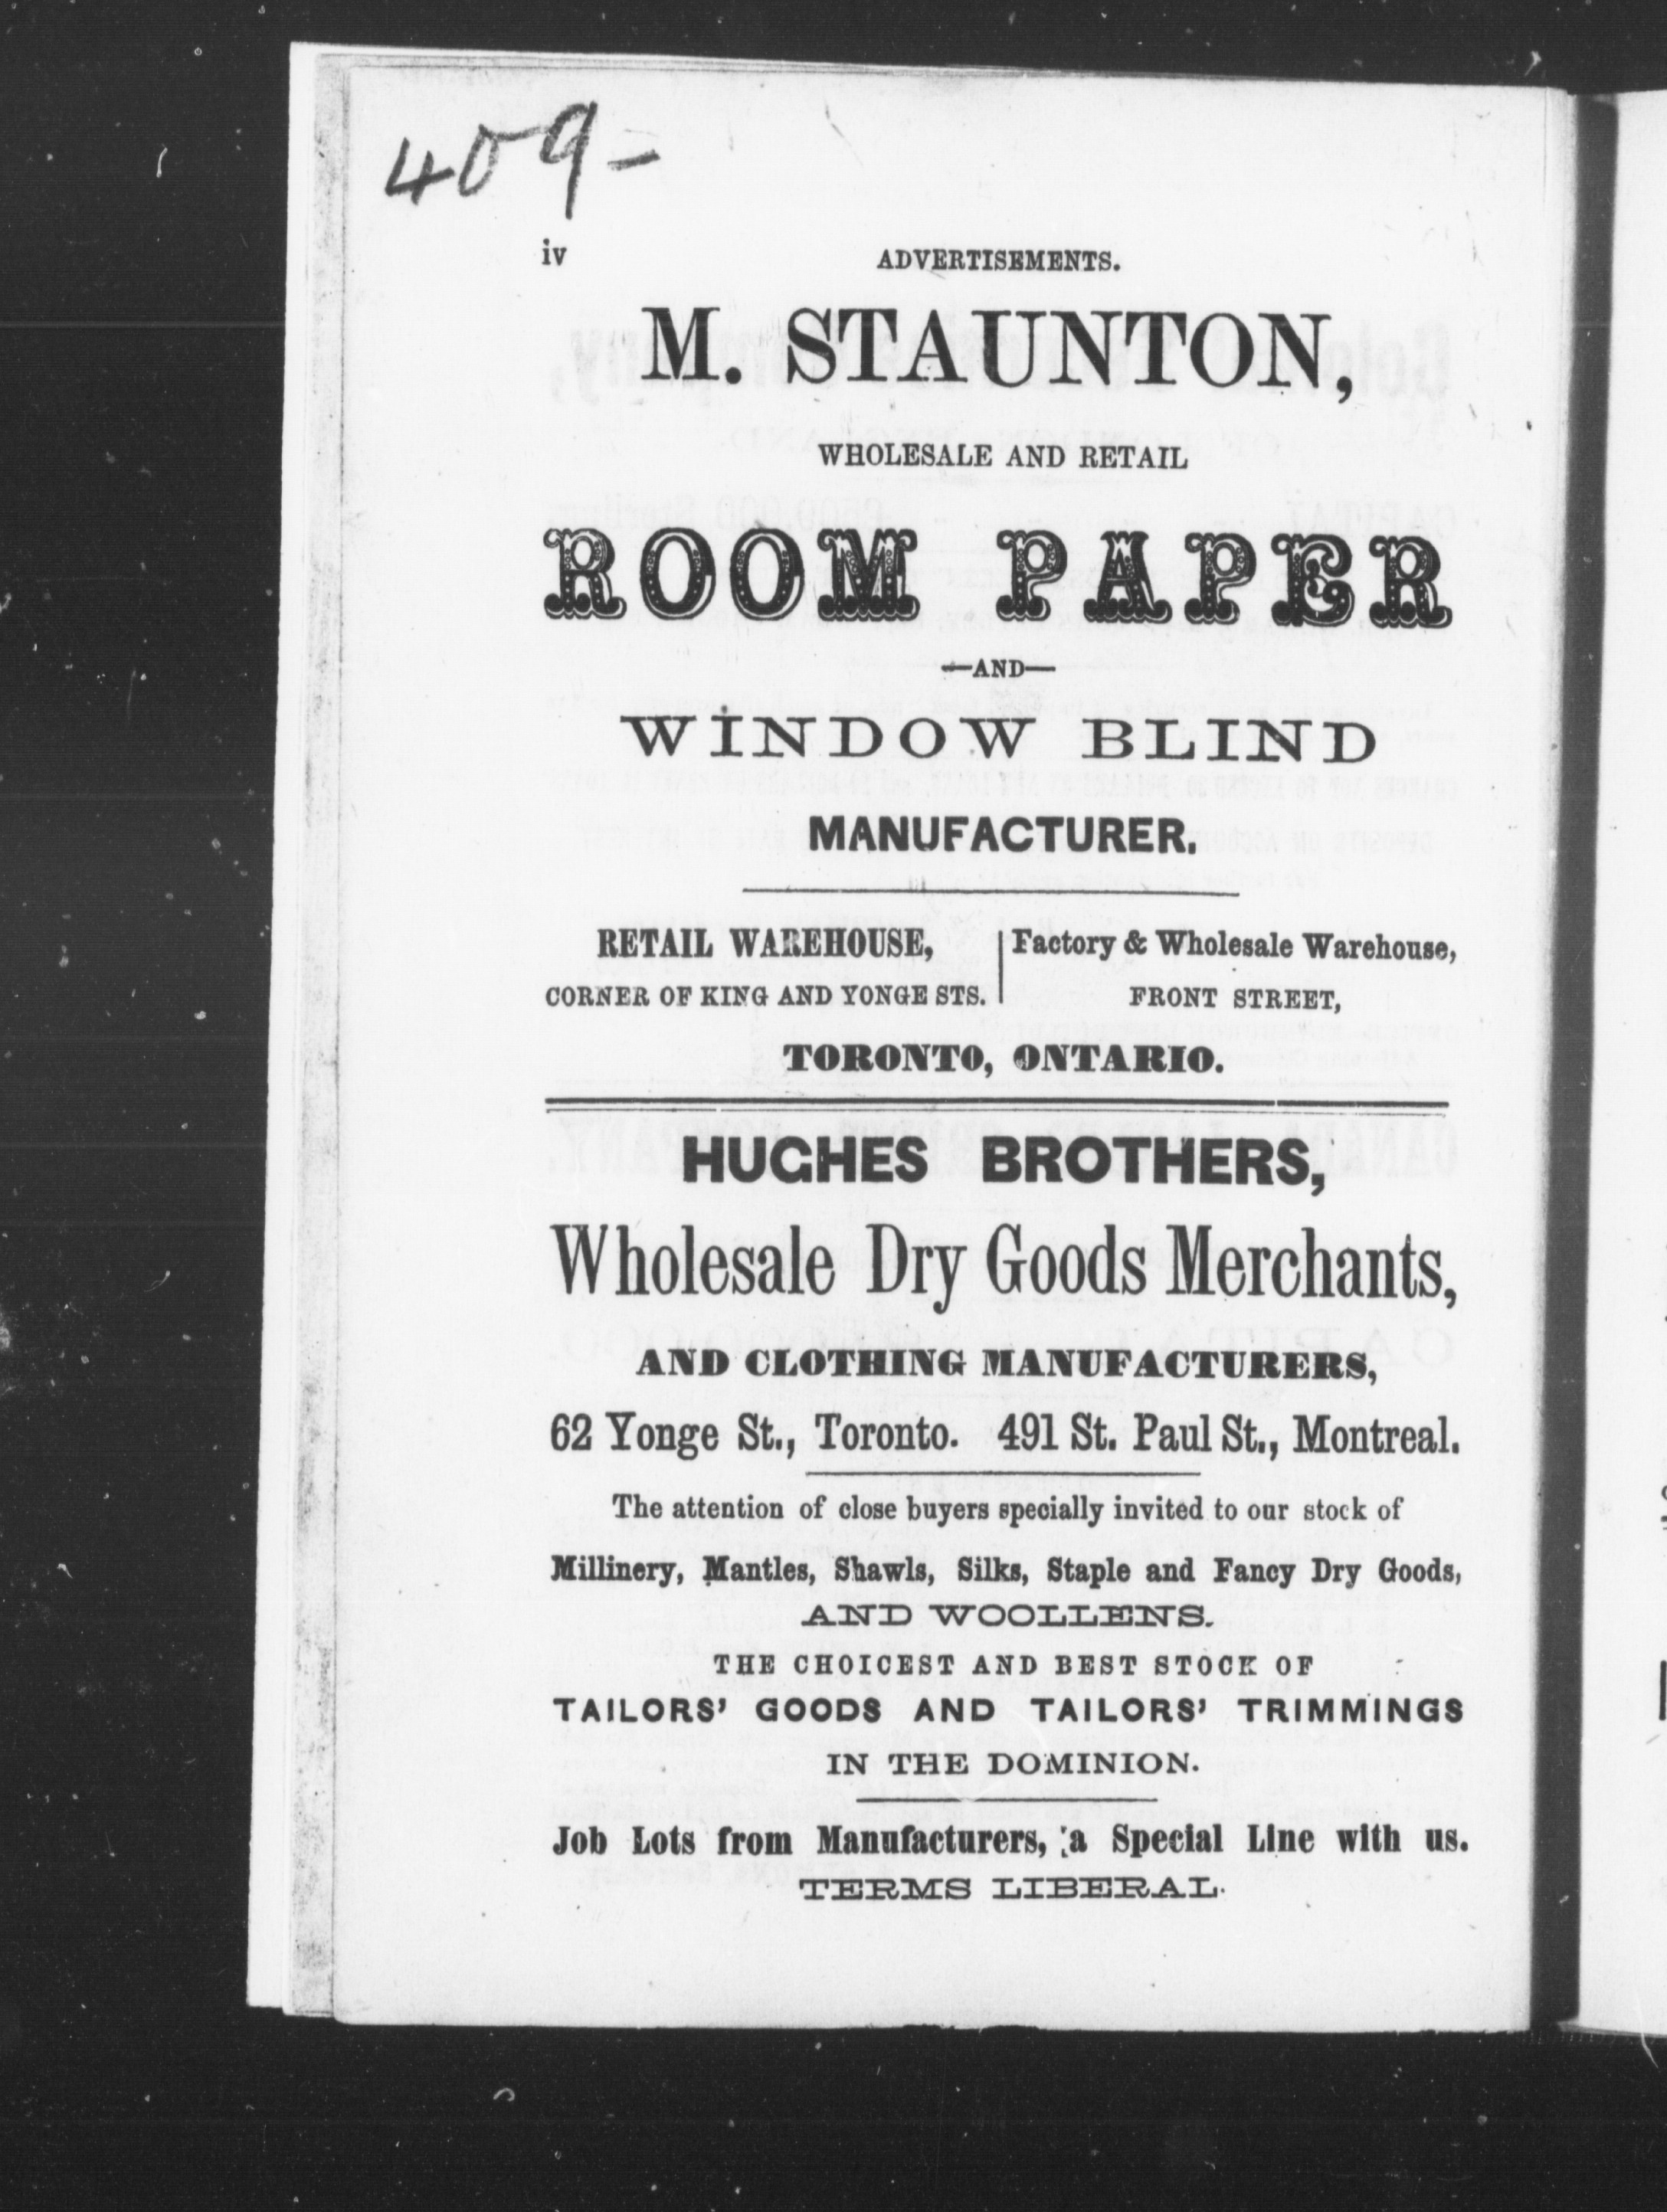 409-
iv
ADVERTISEMENTS.
M. STAUNTON,
WHOLESALE AND RETAIL
ROOM PAPER
—AND—
WINDOW BLIND
MANUFACTURER.
RETAIL WAREHOUSE,
CORNER OF KING AND YONGE STS.
Factory & Wholesale Warehouse,
FRONT STREET,
TORONTO, ONTARIO.
HUGHES BROTHERS,
Wholesale Dry Goods Merchants,
AND CLOTHING MANUFACTURERS,
62 Yonge St., Toronto. 491 St. Paul St., Montreal.
The attention of close buyers specially invited to our stock of
Millinery, Mantles, Shawls, Silks, Staple and Fancy Dry Goods,
AND WOOLLENS.
THE CHOICEST AND BEST STOCK OF
TAILORS' GOODS AND TAILORS' TRIMMINGS
IN THE DOMINION.
Job Lots from Manufacturers, a Special Line with us.
TERMS LIBERAL.